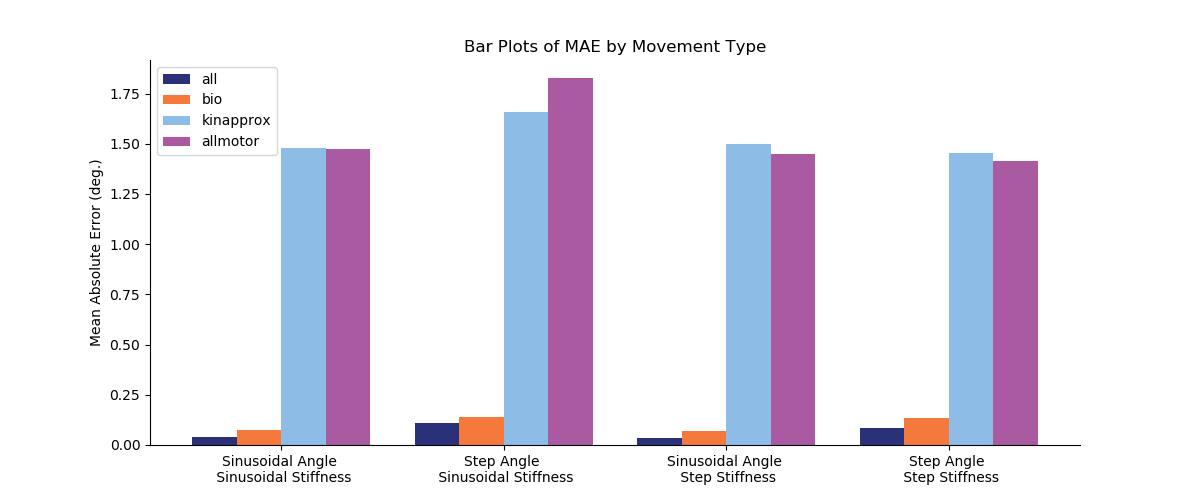 Bar Plots of MAE by Movement Type
all
bio
kinapprox
allmotor
Mean Absolute Error (deg.)
1.75
1.50
1.25
1.00
0.75
0.50
0.25
0.00
Sinusoidal Angle
Sinusoidal Stiffness
Step Angle
Sinusoidal Stiffness
Sinusoidal Angle
Step Stiffness
Step Angle
Step Stiffness